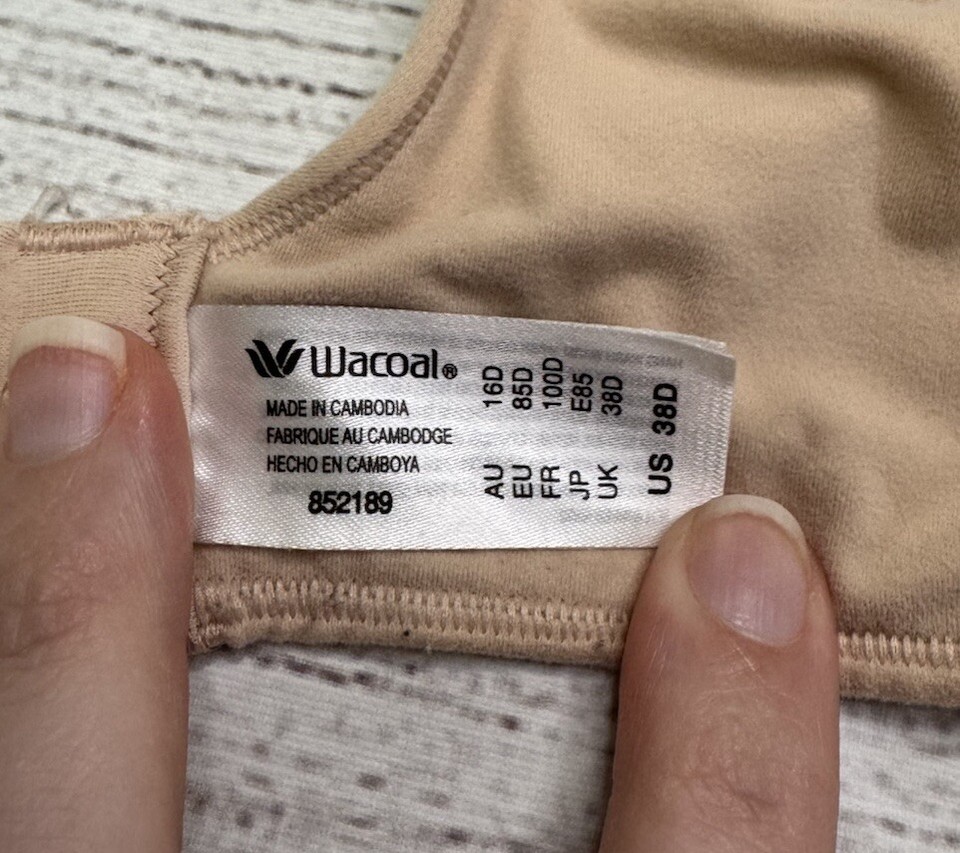 Wacoal®
MADE IN CAMBODIA
FABRIQUE AU CAMBODGE
HECHO EN CAMBOYA
852189
AU 16D
EU 85D
FR 100D
JP E85
UK 38D
US 38D